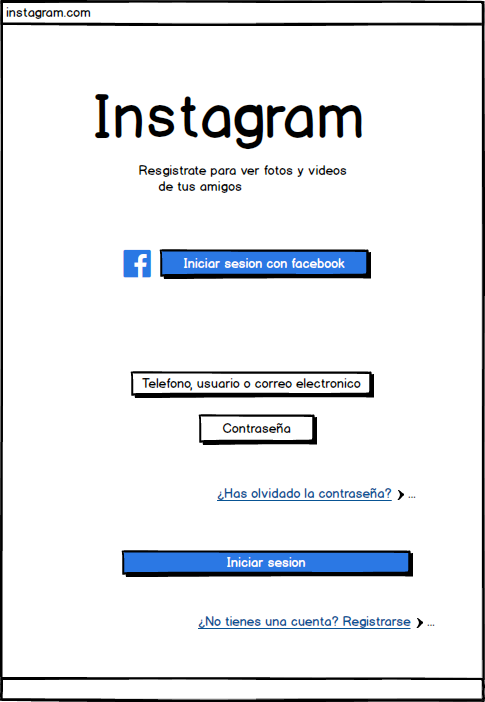 instagram.com
Instagram
Resgistrate para ver fotos y videos
de tus amigos
Iniciar sesion con facebook
Telefono, usuario o correo electronico
Contraseña
¿Has olvidado la contraseña? ...
Iniciar sesion
¿No tienes una cuenta? Registrarse ...